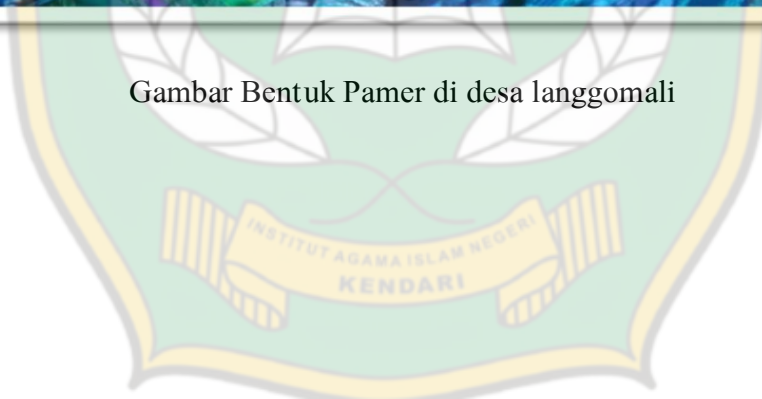 Gambar Bentuk Pamer di desa langgomali
INSTITUT AGAMA ISLAM NEGERI
KENDARI